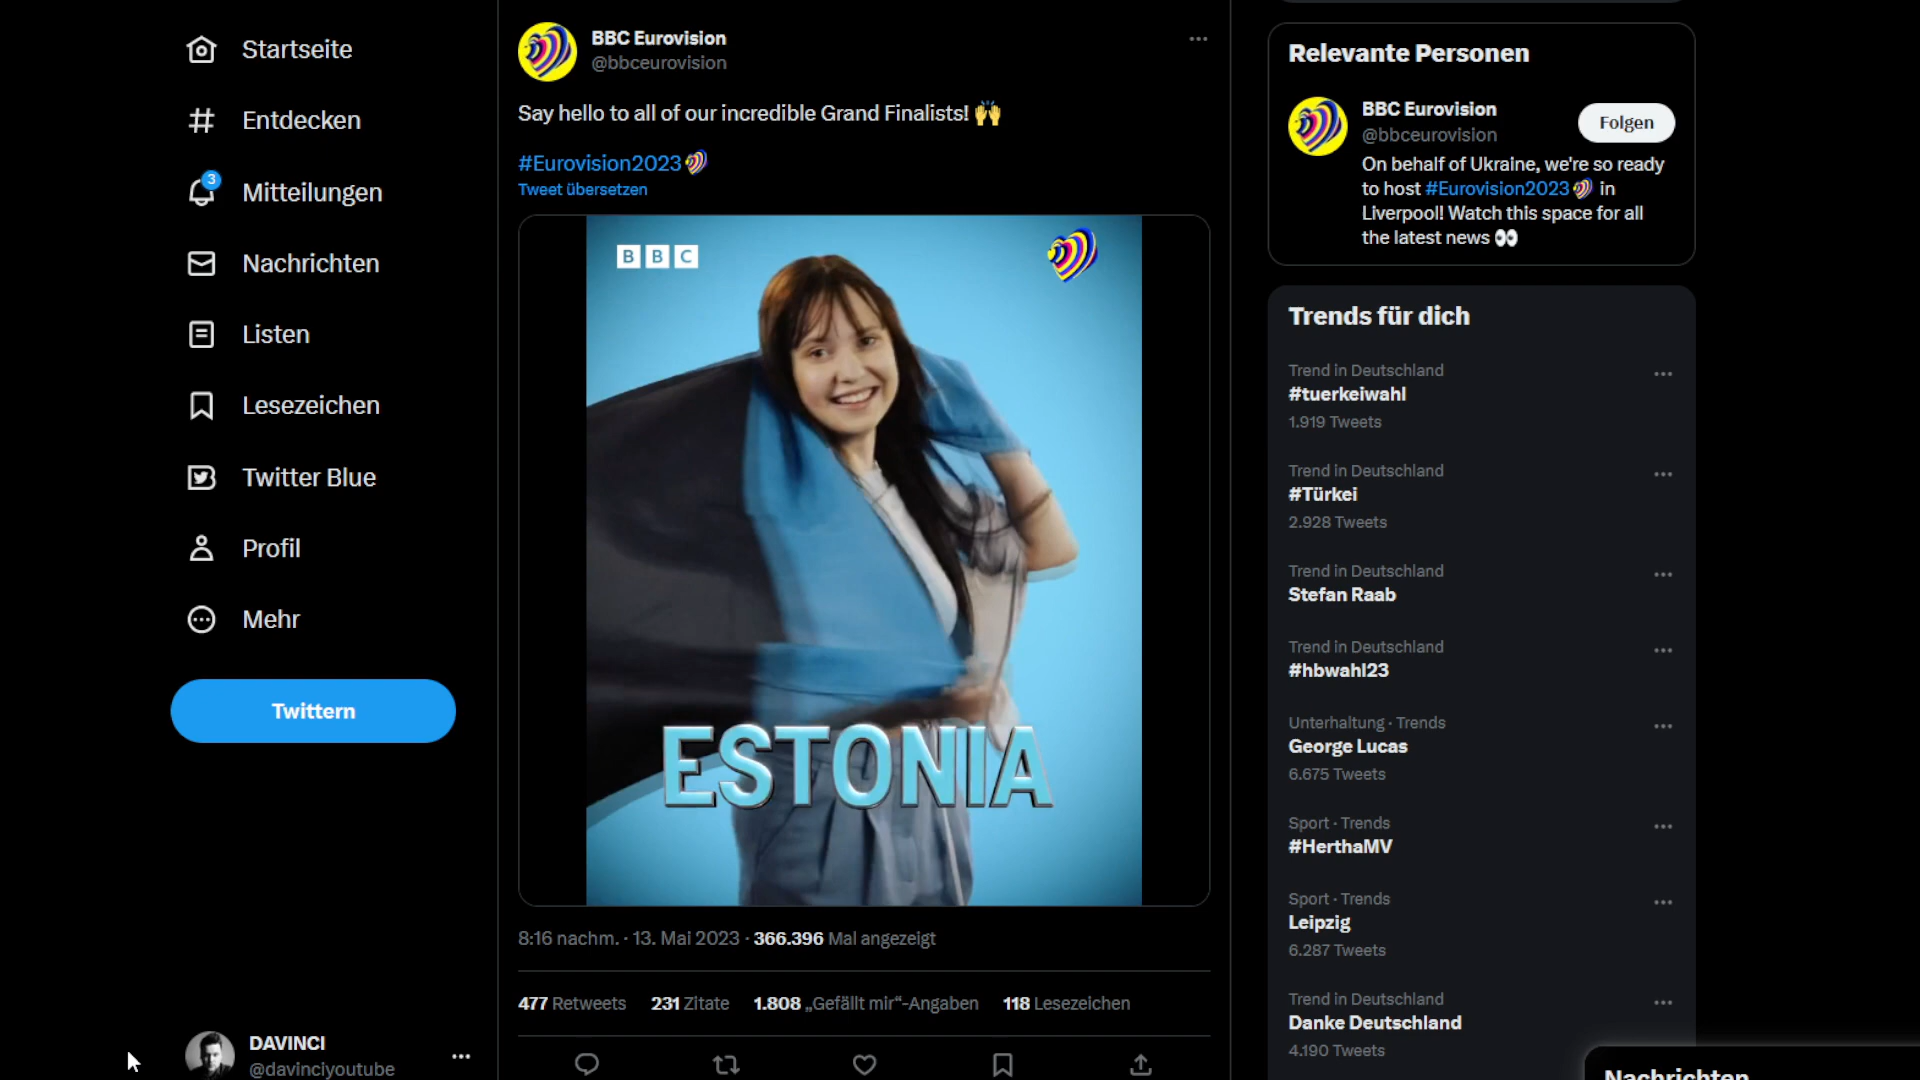 Startseite
Entdecken
3
Mitteilungen
Nachrichten
Listen
Lesezeichen
Twitter Blue
Profil
Mehr
Twittern
DAVINCI
@davinciyoutube
BBC Eurovision
@bbceurovision
Say hello to all of our incredible Grand Finalists! 🙌
#Eurovision2023
Tweet übersetzen
BBC
ESTONIA
8:16 nachm. · 13. Mai 2023 · 366.396 Mal angezeigt
477 Retweets 231 Zitate 1.808 „Gefällt mir“-Angaben 118 Lesezeichen
Relevante Personen
BBC Eurovision
@bbceurovision
Folgen
On behalf of Ukraine, we're so ready
to host #Eurovision2023 in
Liverpool! Watch this space for all
the latest news 👀
Trends für dich
Trend in Deutschland
#tuerkeiwahl
1.919 Tweets
Trend in Deutschland
#Türkei
2.928 Tweets
Trend in Deutschland
Stefan Raab
Trend in Deutschland
#hbwahl23
Unterhaltung · Trends
George Lucas
6.675 Tweets
Sport · Trends
#HerthaMV
Sport · Trends
Leipzig
6.287 Tweets
Trend in Deutschland
Danke Deutschland
4.190 Tweets
Nachrichten